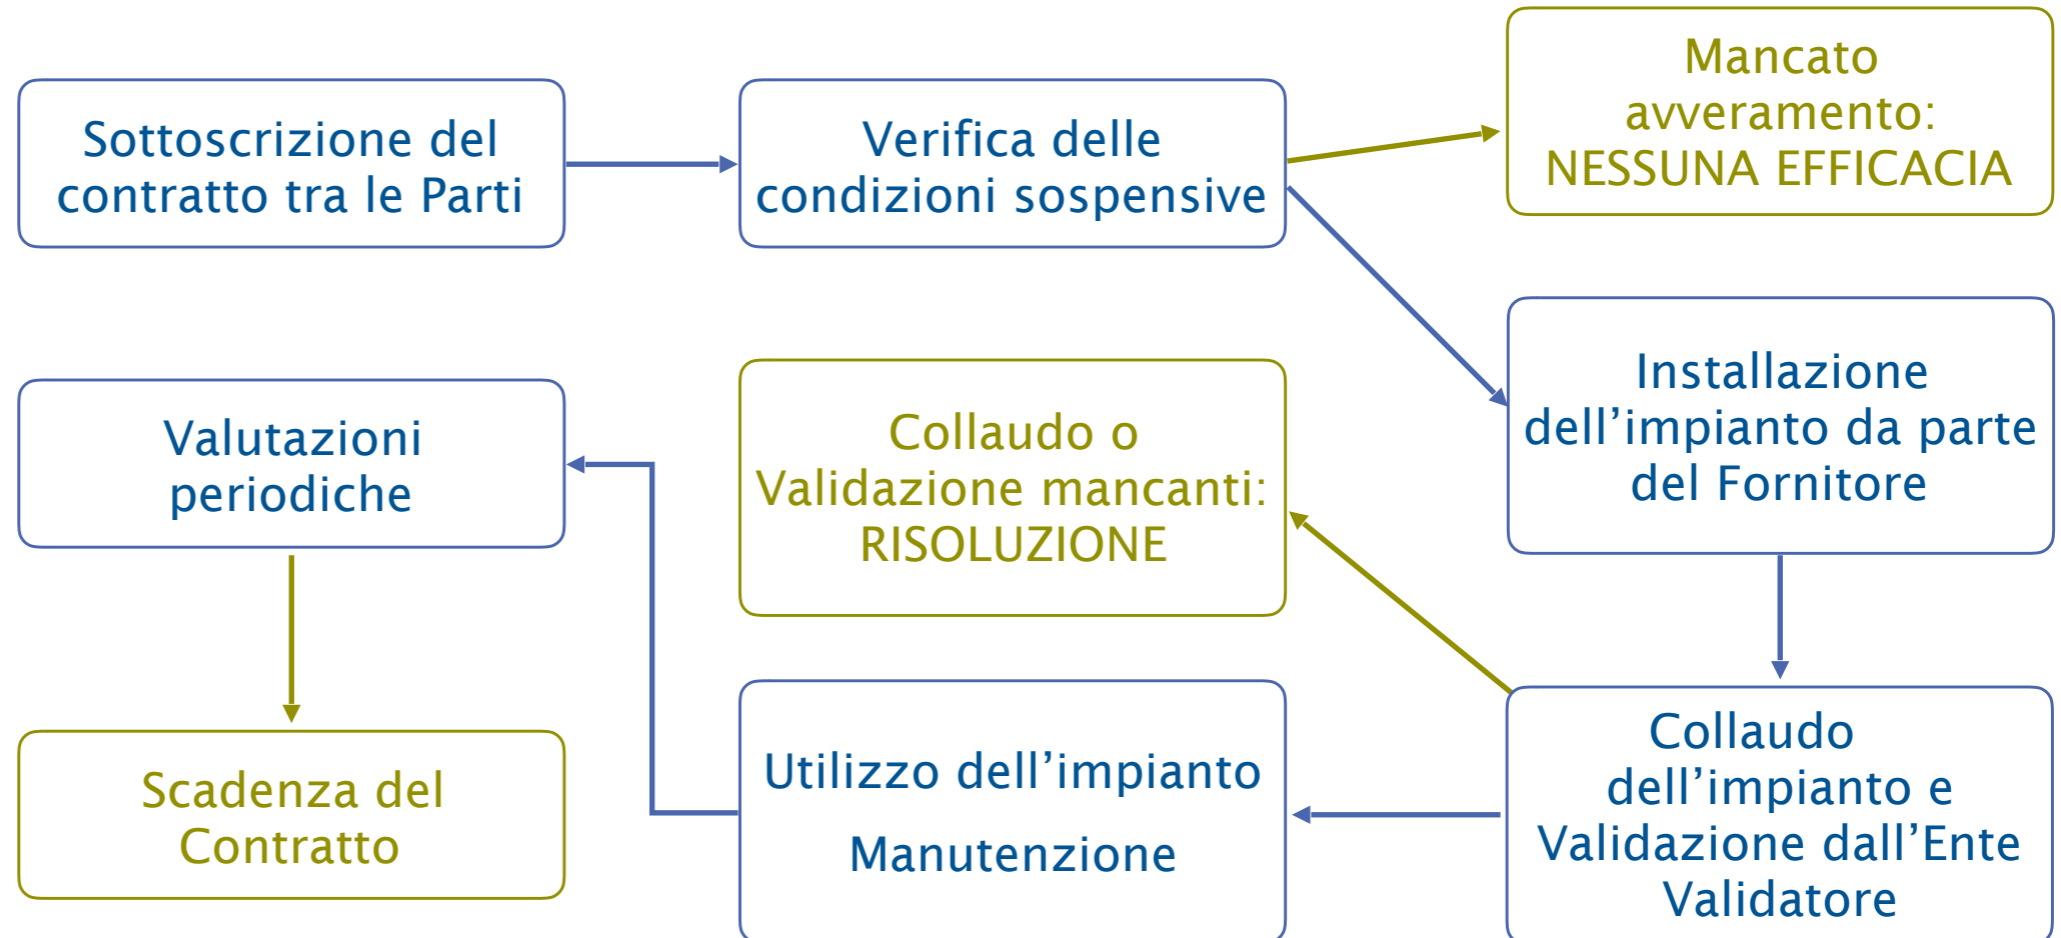 Sottoscrizione del
contratto tra le Parti
Verifica delle
condizioni sospensive
Mancato
avveramento:
NESSUNA EFFICACIA
Installazione
dell’impianto da parte
del Fornitore
Collaudo
dell’impianto e
Validazione dall’Ente
Validatore
Collaudo o
Validazione mancanti:
RISOLUZIONE
Utilizzo dell’impianto
Manutenzione
Valutazioni
periodiche
Scadenza del
Contratto